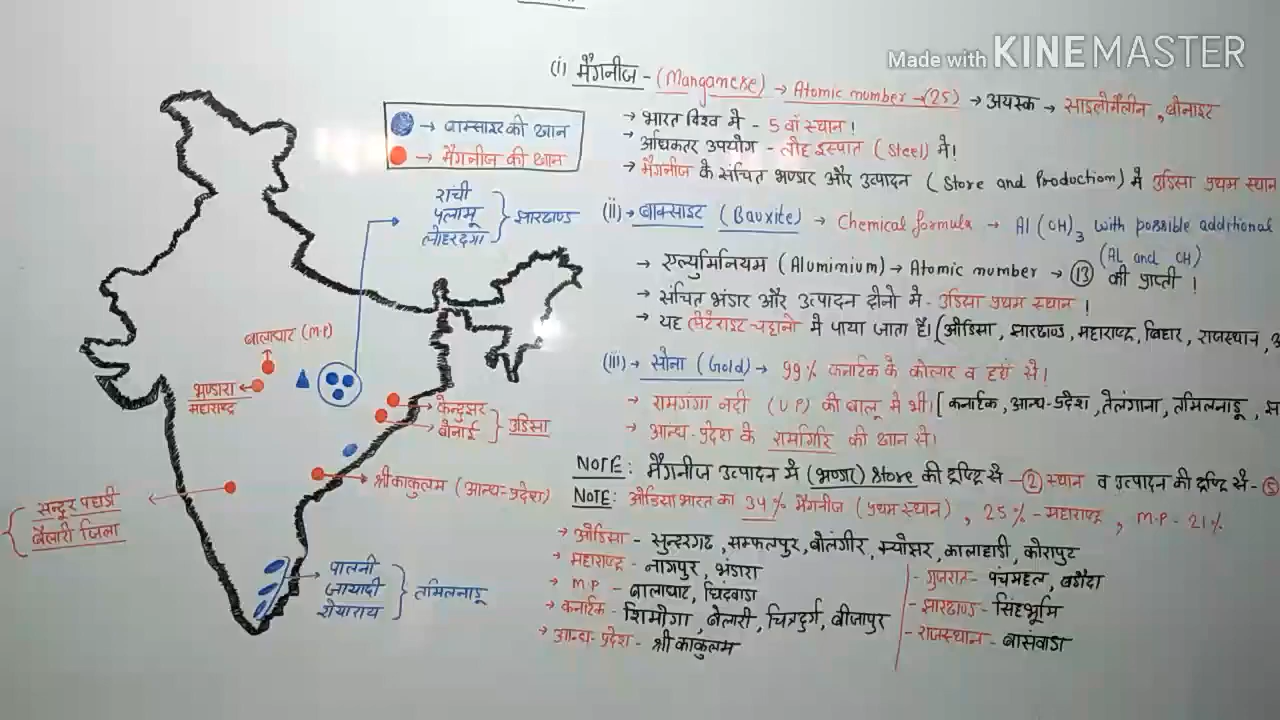 Made with KINEMASTER
(i) मैगनीज - (Manganese) → Atomic number → (25) → अयस्क → साइलोमैलीन, ब्रोनाइट
→ भारत विश्व में - 5 वाँ स्थान !
→ अधिकतर उपयोग - लौह इस्पात (Steel) में।
→ मैगनीज के संचित भण्डार और उत्पादन (Store and Production) में उडिसा प्रथम स्थान
(ii) → बाक्साइट (Bauxite) → Chemical formula → Al(OH)3 with possible additional
(Al and OH)
→ एल्युमिनियम (Aluminium) → Atomic number → (13) की प्राप्ती !
→ संचित भंडार और उत्पादन दोनो में - उडिसा प्रथम स्थान !
→ यह लेटेराइट चट्टानो में पाया जाता है। [ओडिसा, झारखण्ड, महाराष्ट्र, बिहार, राजस्थान,
(iii) → सोना (Gold) → 99% कर्नाटक के कोलार व हट्टी से।
→ रामगंगा नदी (UP) की बालू में भी। [कर्नाटक, आन्ध-प्रदेश, तेलंगाना, तमिलनाडू,
→ आन्ध-प्रदेश के रामगिरि की खान से।
NOTE: मैगनीज उत्पादन में (भण्डा) Store की द्रष्टि से - (2) स्थान व उत्पादन की द्रष्टि से - (5)
NOTE: ओडिसा भारत का 34% मैगनीज (प्रथम स्थान), 25% - महाराष्ट्र, M.P - 21%
→ ओडिसा - सुन्दरगढ, सम्फलपुर, बोलंगीर, क्योझर, कालाहाडी, कोरापुट
→ महाराष्ट्र - नागपुर, भंडारा
→ M.P - बालाघाट, चिंदवाडा
→ कर्नाटक - शिमोगा, बेलारी, चित्रदुर्ग, बीजापुर
→ आन्ध-प्रदेश - श्री काकुलम
- गुजरात - पंचमहल, बडौदा
- झारखण्ड - सिंहभूमि
- राजस्थान - बासंवाडा
→ बाक्साइट की खान
→ मैगनीज की खान
रांची
पलामू
लोहरदगा
झारखण्ड
बालाघाट (M.P)
भण्डारा
महाराष्ट्र
केन्दुझर
बोनाई
उडिसा
श्री काकुलम (आन्ध-प्रदेश)
सन्दूर पहाडी
बैलारी जिला
पालनी
जावादी
शेवाराय
तमिलनाडू